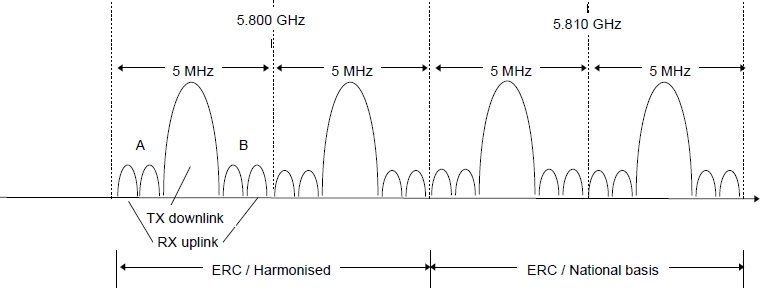 5.800 GHz
5.810 GHz
5 MHz
5 MHz
5 MHz
5 MHz
A
B
TX downlink
RX uplink
ERC / Harmonised
ERC / National basis